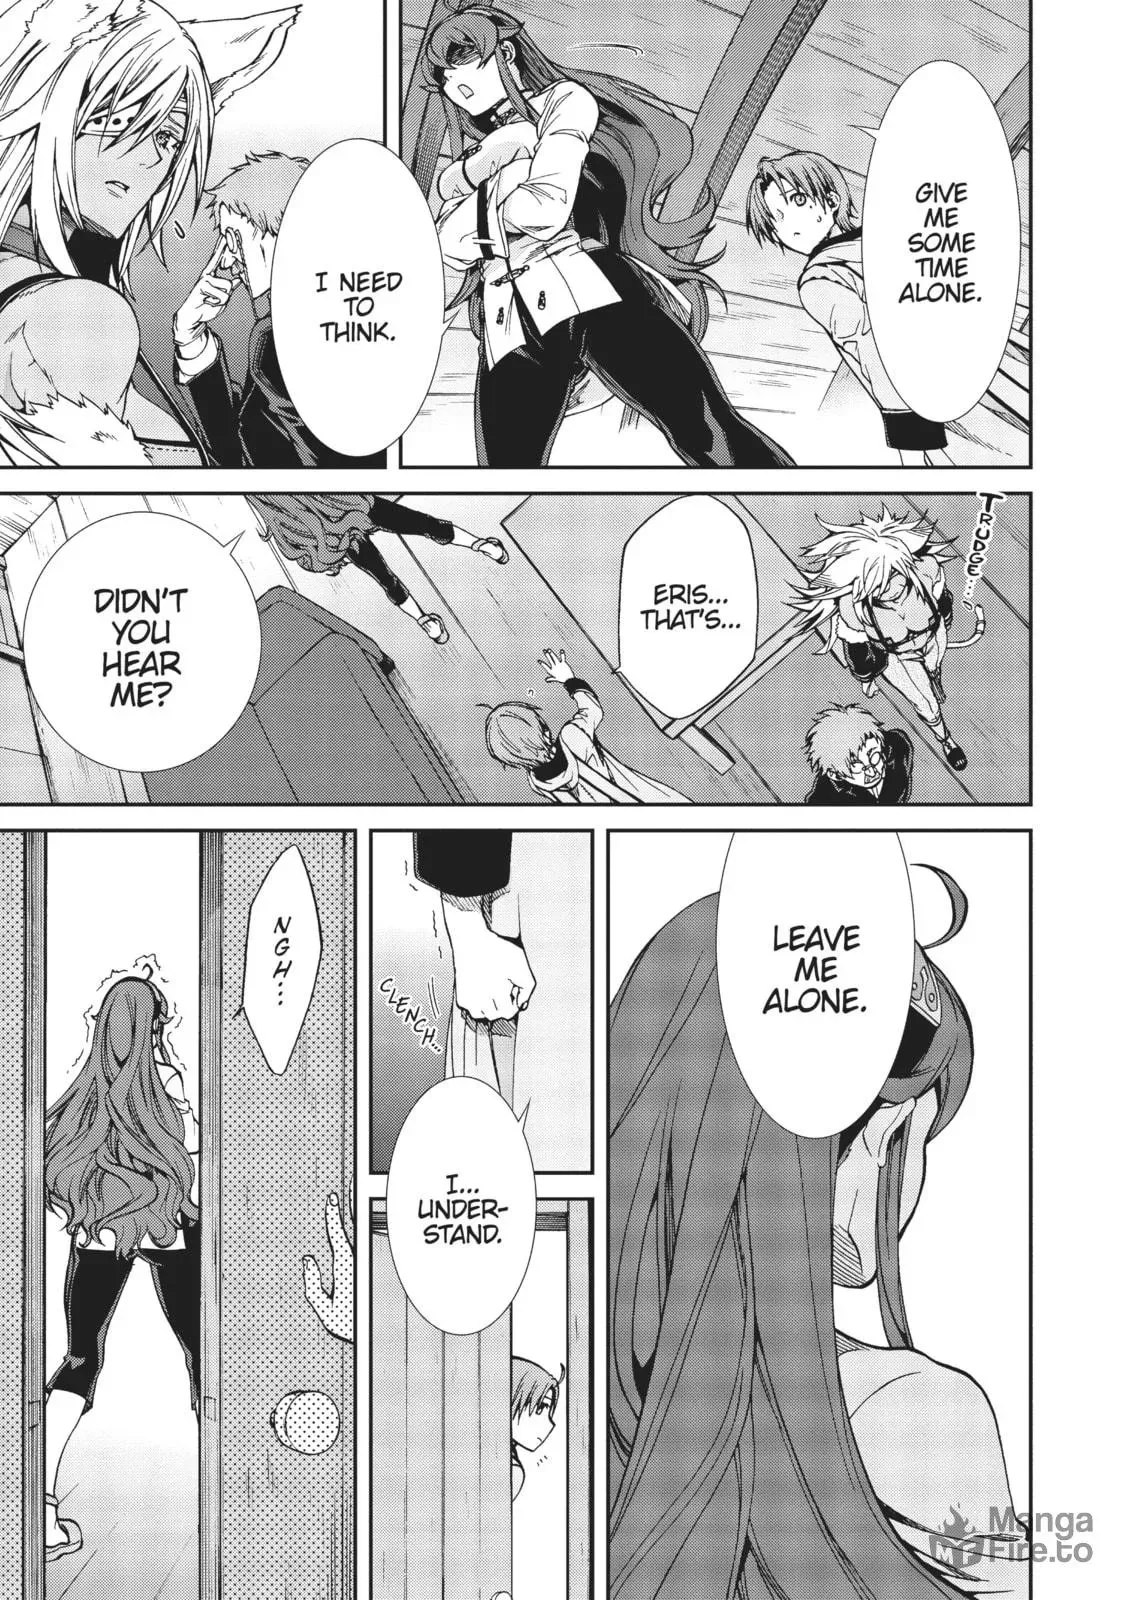 GIVE
ME
SOME
TIME
ALONE.
I NEED
TO
THINK.
TRUDGE...
ERIS...
THAT'S...
DIDN'T
YOU
HEAR
ME?
LEAVE
ME
ALONE.
CLENCH...
I...
UNDER-
STAND.
NGH...
Manga
Fire.to